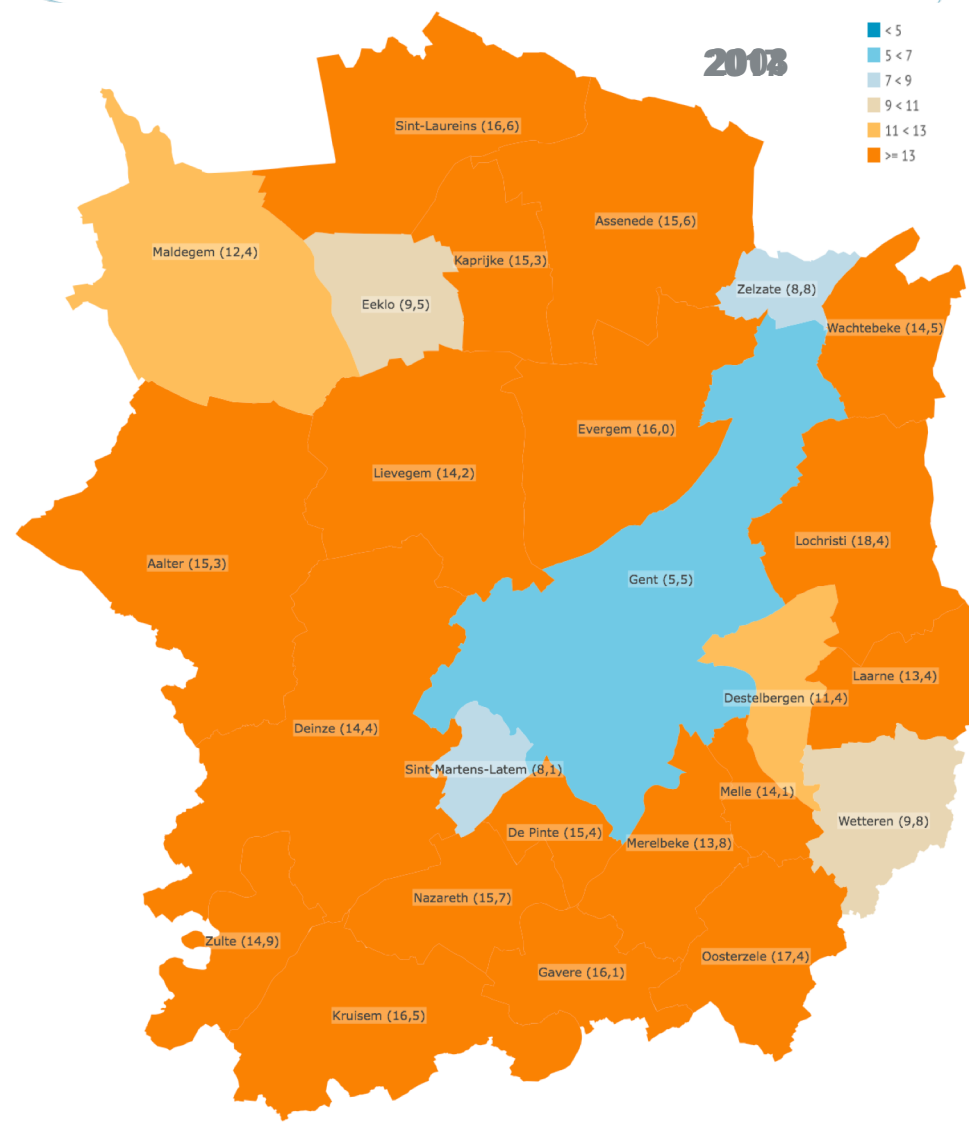 < 5
5 < 7
7 < 9
9 < 11
11 < 13
>= 13
Sint-Laureins (16,6)
Assenede (15,6)
Maldegem (12,4)
Kaprijke (15,3)
Zelzate (8,8)
Eeklo (9,5)
Wachtebeke (14,5)
Evergem (16,0)
Lievegem (14,2)
Lochristi (18,4)
Aalter (15,3)
Gent (5,5)
Laarne (13,4)
Destelbergen (11,4)
Deinze (14,4)
Sint-Martens-Latem (8,1)
Melle (14,1)
Wetteren (9,8)
De Pinte (15,4)
Merelbeke (13,8)
Nazareth (15,7)
Zulte (14,9)
Oosterzele (17,4)
Gavere (16,1)
Kruisem (16,5)